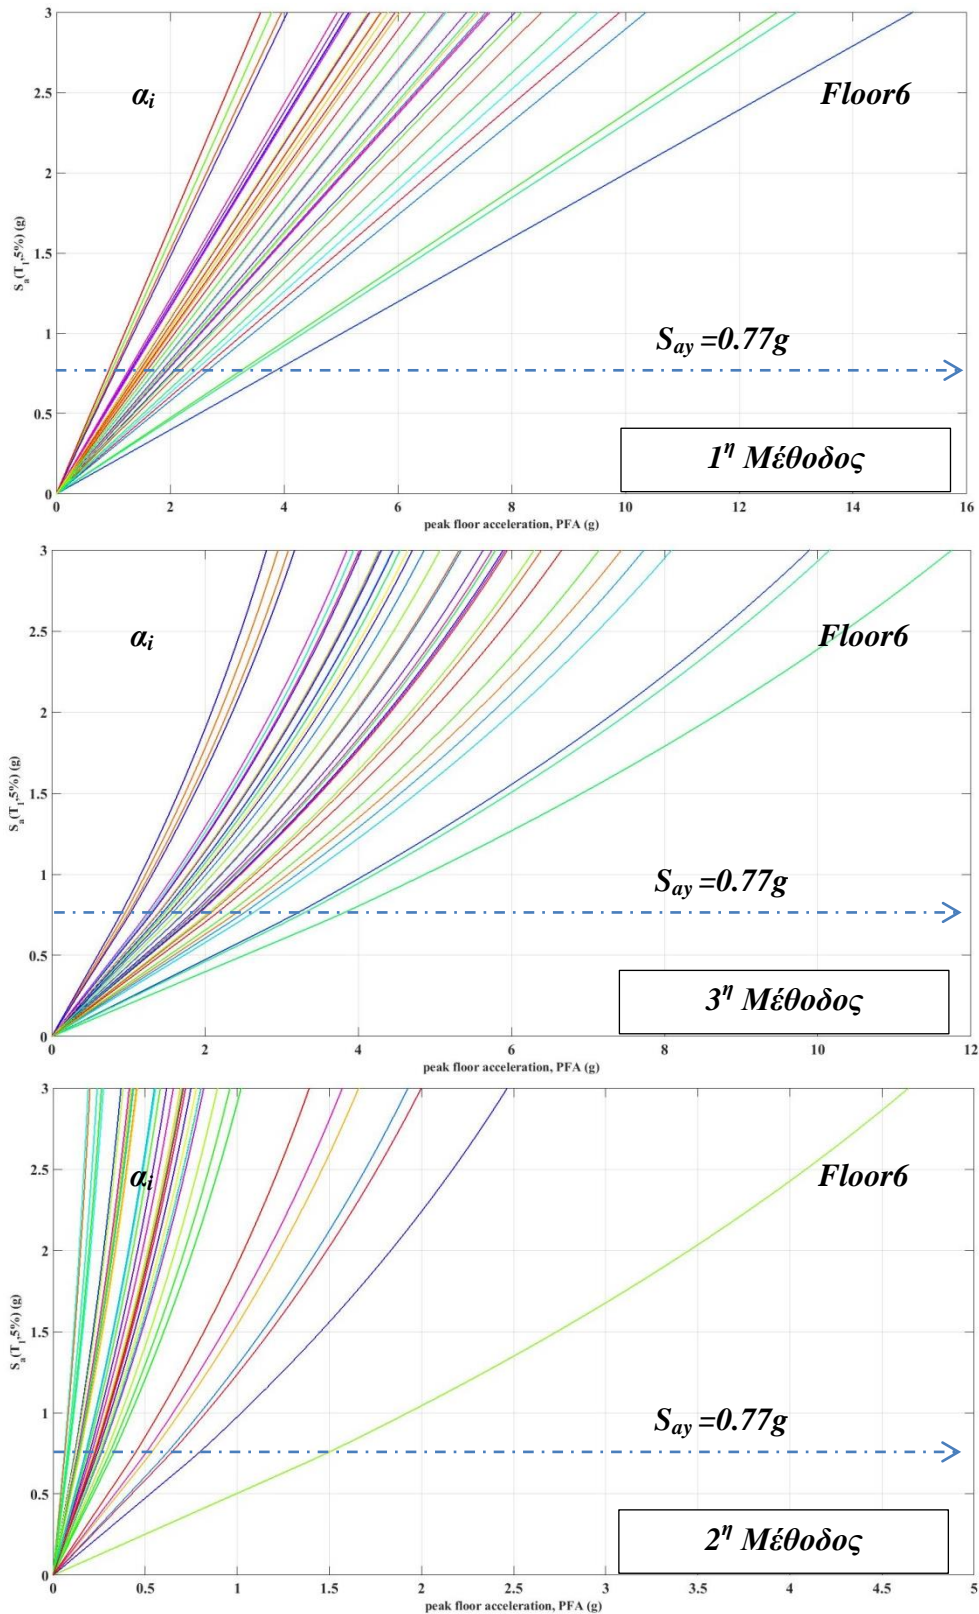 3
2.5
αi
Floor6
2
1.5
Sa(T1,5%) (g)
1
Say =0.77g
0.5
1η Μέθοδος
0
0 2 4 6 8 10 12 14 16
peak floor acceleration, PFA (g)
3
2.5
αi
Floor6
2
1.5
Sa(T1,5%) (g)
1
Say =0.77g
0.5
3η Μέθοδος
0
0 2 4 6 8 10 12
peak floor acceleration, PFA (g)
3
2.5
αi
Floor6
2
1.5
Sa(T1,5%) (g)
1
Say =0.77g
0.5
2η Μέθοδος
0
0 0.5 1 1.5 2 2.5 3 3.5 4 4.5 5
peak floor acceleration, PFA (g)